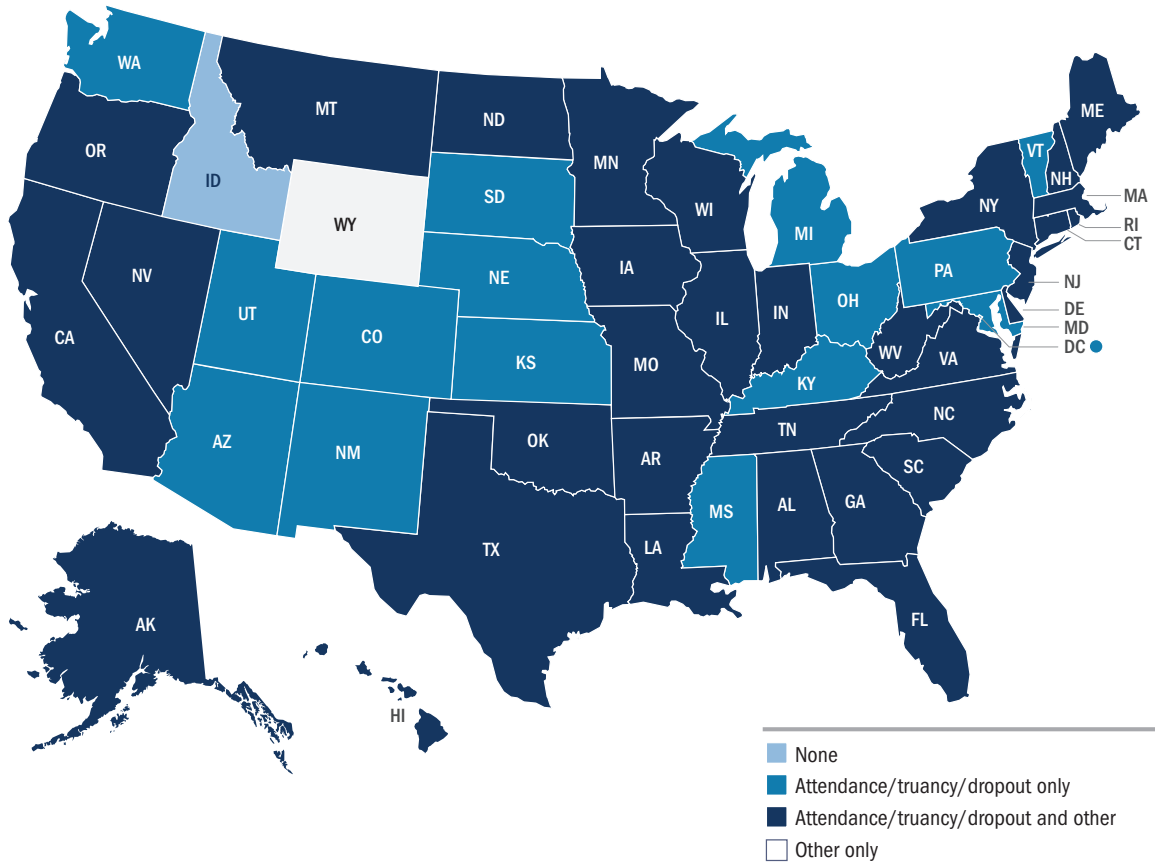 WA
MT
ND
ME
OR
MN
VT
ID
NH
SD
WI
NY
MA
WY
MI
RI
CT
IA
NE
PA
NV
NJ
OH
IL
IN
DE
UT
MD
CA
CO
DC
WV
VA
KS
MO
KY
NC
TN
AZ
OK
NM
AR
SC
MS
AL
GA
TX
LA
FL
AK
HI
None
Attendance/truancy/dropout only
Attendance/truancy/dropout and other
Other only